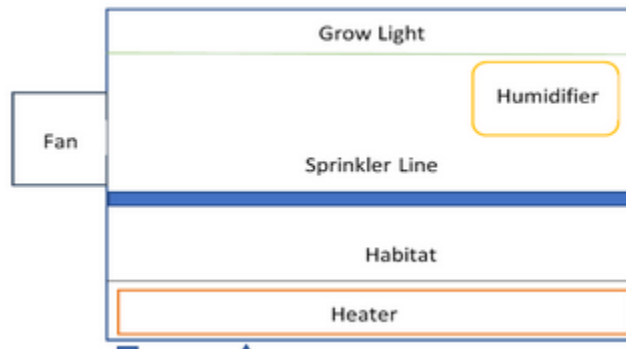 Grow Light
Humidifier
Fan
Sprinkler Line
Habitat
Heater